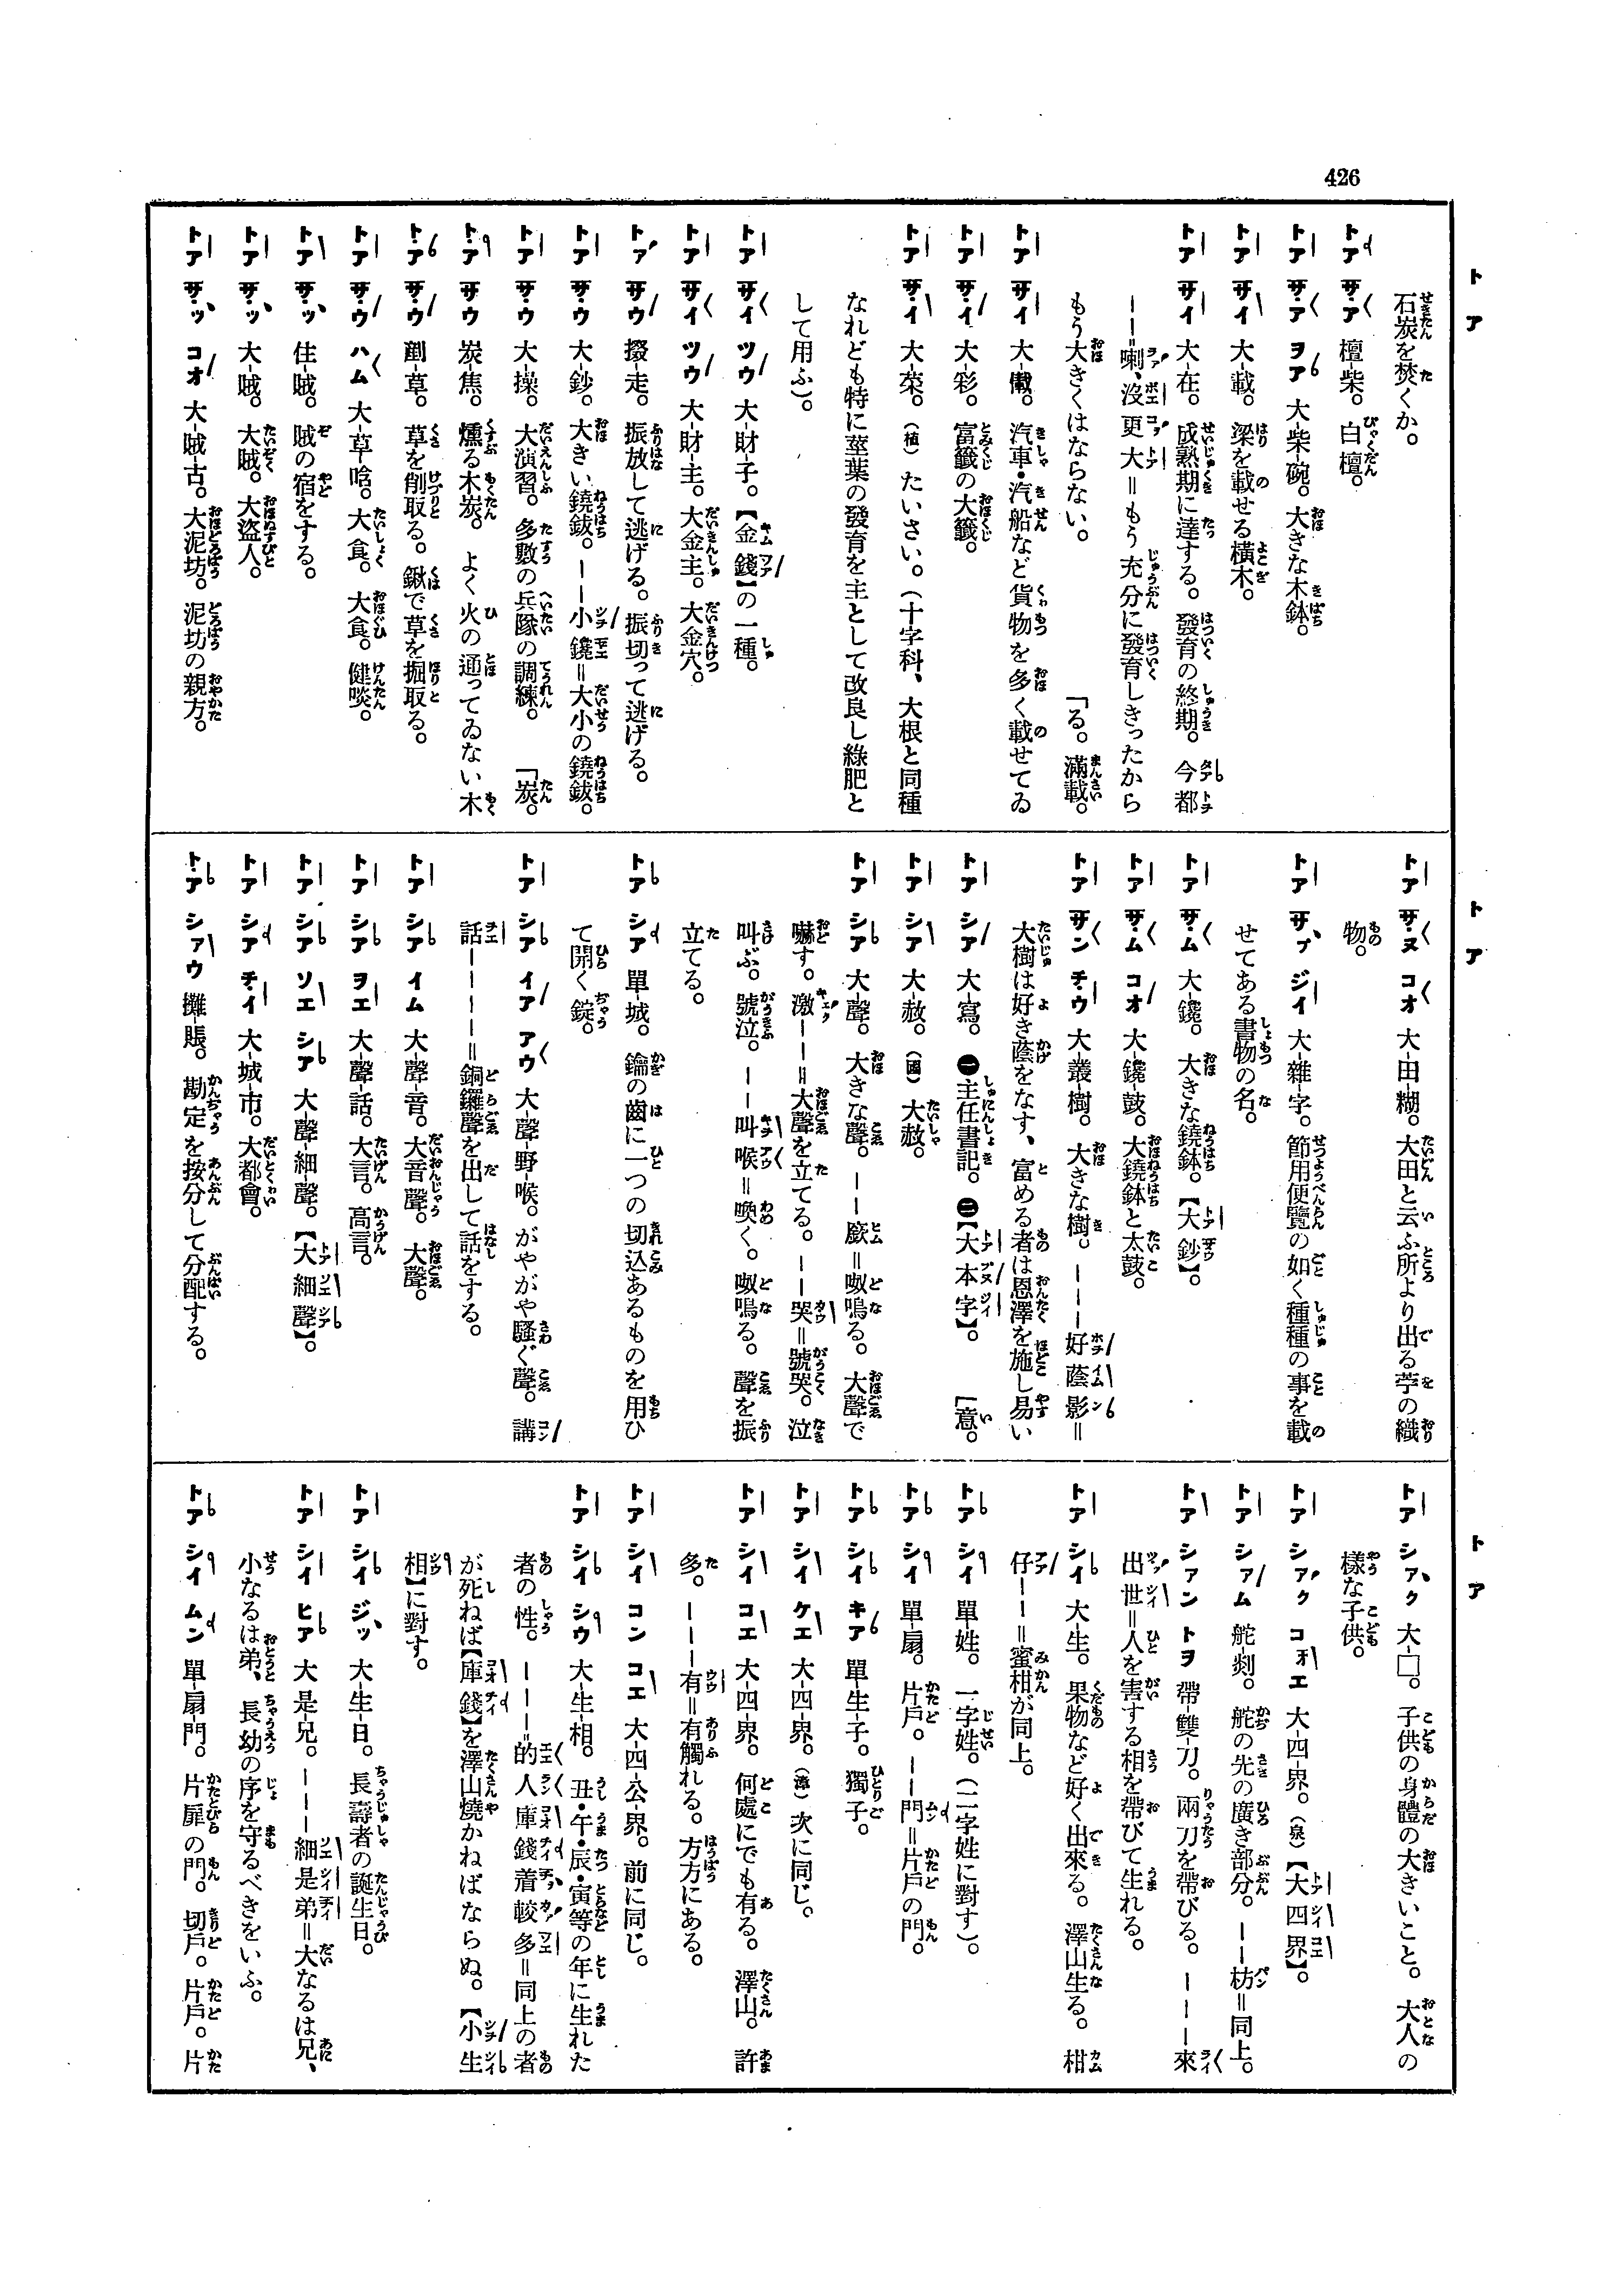 426
トア
石炭を焚くか。
トア サア 檀-柴。白檀。
トア サア ヲア 大-柴-碗。大きな木鉢。
トア サイ 大-載。梁を載せる橫木。
トア サイ 大-在。成熟期に達する。發育の終期。今都
――=喇、沒更大=もう充分に發育しきったから
もう大きくはならない。 「る。滿載。
トア サイ 大-儎。汽車・汽船など貨物を多く載せてゐ
トア サイ 大-彩。富籤の大籤。
トア サイ 大-菜。(植)たいさい。(十字科、大根と同種
なれども特に莖葉の發育を主として改良し綠肥と
して用ふ)。
トア サイ ツウ 大-財-子。【金錢】の一種。
トア サイ ツウ 大-財-主。大金主。大金穴。
トァ サウ 掇-走。振放して逃げる。振切って逃げる。
トア サウ 大-鈔。大きい鐃鈸。――小鑱=大小の鐃鈸。
トア サウ 大-操。大演習。多數の兵隊の調練。 「炭。
トア サウ 炭-焦。燻る木炭。よく火の通ってゐない木
トア サウ 剷-草。草を削取る。鍬で草を掘取る。
トア サウ ハム 大-草-唅。大食。大食。健啖。
トア サッ 住-賊。賊の宿をする。
トア サッ 大-賊。大賊。大盜人。
トア サッ コオ 大-賊-古。大泥坊。泥坊の親方。
トア
トア サヌ コオ 大-田-糊。大田と云ふ所より出る苧の織
物。
トア サプ ジイ 大-雜-字。節用便覽の如く種種の事を載
せてある書物の名。
トア サム 大-鑱。大きな鐃鉢。【大鈔】。
トア サム コオ 大-鑱-鼓。大鐃鉢と太鼓。
トア サン チウ 大-叢-樹。大きな樹。―――好蔭影=
大樹は好き蔭をなす、富める者は恩澤を施し易い
トア シア 大-寫。㊀主任書記。㊁【大本字】。 「意。
トア シア 大-赦。(國)大赦。
トア シア 大-聲。大きな聲。――廞=呶鳴る。大聲で
嚇す。激――=大聲を立てる。――哭=號哭。泣
叫ぶ。號泣。――叫喉=喚く。呶鳴る。聲を振
立てる。
トア シア 單-城。鑰の齒に一つの切込あるものを用ひ
て開く錠。
トア シア イア アウ 大-聲-野-喉。がやがや騷ぐ聲。講
話――――=銅鑼聲を出して話をする。
トア シア イム 大-聲-音。大音聲。大聲。
トア シア ヲエ 大-聲-話。大言。高言。
トア シア ソエ シア 大-聲-細-聲。【大細聲】。
トア シア チイ 大-城-市。大都會。
トア シァウ 攤-賬。勘定を按分して分配する。
トア
トア シァク 大-□。子供の身體の大きいこと。大人の
樣な子供。
トア シァク コオエ 大-四-界。(泉)【大四界】。
トア シァム 舵-剡。舵の先の廣き部分。――枋=同上。
トア シァン トヲ 帶-雙-刀。兩刀を帶びる。―――來
出世=人を害する相を帶びて生れる。
トア シイ 大-生。果物など好く出來る。澤山生る。柑
仔――=蜜柑が同上。
トア シイ 單-姓。一字姓。(二字姓に對す)。
トア シイ 單-扇。片戶。――門=片戶の門。
トア シイ キア 單-生-子。獨子。
トア シイ ケエ 大-四-界。(漳)次に同じ。
トア シイ コエ 大-四-界。何處にでも有る。澤山。許
多。―――有=有觸れる。方方にある。
トア シイ コン コエ 大-四-公-界。前に同じ。
トア シイ シウ 大-生-相。丑・午・辰・寅等の年に生れた
者の性。―――的人庫錢着較多=同上の者
が死ねば【庫錢】を澤山燒かねばならぬ。【小生
相】に對す。
トア シイ ジッ 大-生-日。長壽者の誕生日。
トア シイ ヒア 大-是-兄。―――細是弟=大なるは兄、
小なるは弟、長幼の序を守るべきをいふ。
トア シイ ムン 單-扇-門。片扉の門。切戶。片戶。片